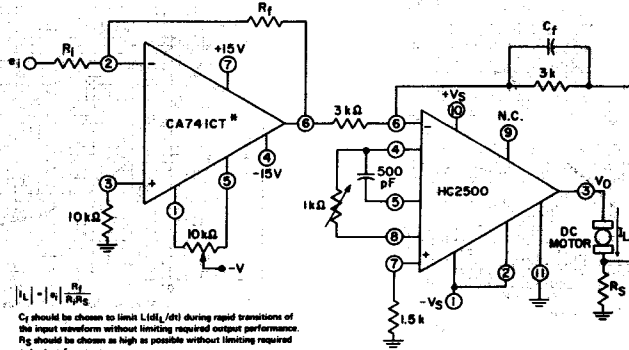 Rf
Cf
ei
Ri
2
−
+15V
7
3k
+VS
10
N.C.
9
CA741CT*
6
3kΩ
6
−
4
−15V
4
500
pF
HC2500
3
VO
3
+
5
1
5
1kΩ
8
DC
MOTOR
IL
10kΩ
10kΩ
−V
7
+
2
11
RS
−VS
1
1.5k
|IL| = |ei| Rf
RiRS
Cf should be chosen to limit L(dIL/dt) during rapid transitions of
the input waveform without limiting required output performance.
RS should be chosen as high as possible without limiting required